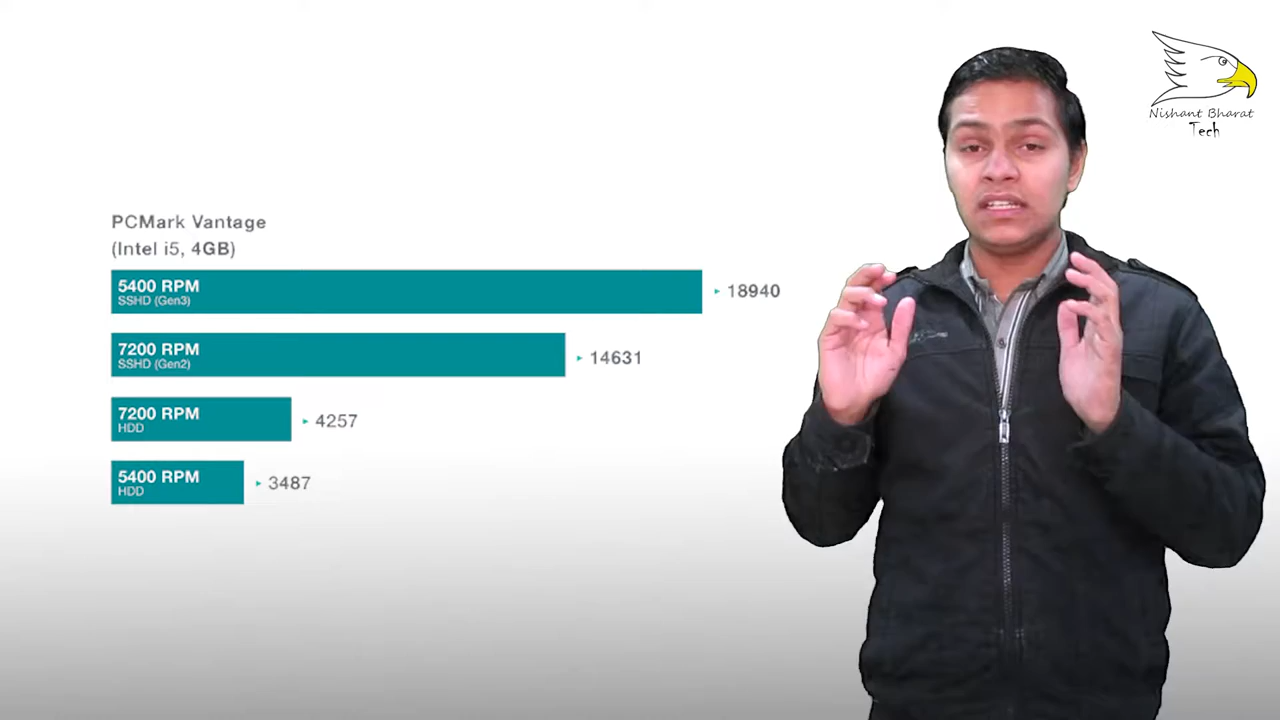 Nishant Bharat
Tech
PCMark Vantage
(Intel i5, 4GB)
5400 RPM
SSHD (Gen3)
18940
7200 RPM
SSHD (Gen2)
14631
7200 RPM
HDD
4257
5400 RPM
HDD
3487